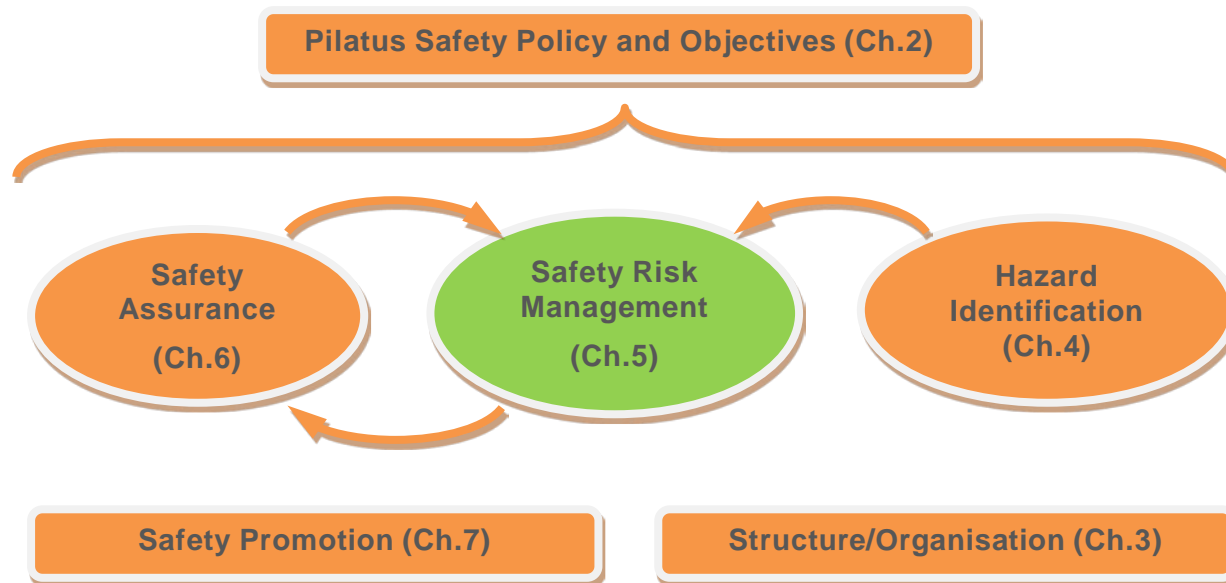 Pilatus Safety Policy and Objectives (Ch.2)
Safety
Assurance
(Ch.6)
Safety Risk
Management
(Ch.5)
Hazard
Identification
(Ch.4)
Safety Promotion (Ch.7)
Structure/Organisation (Ch.3)